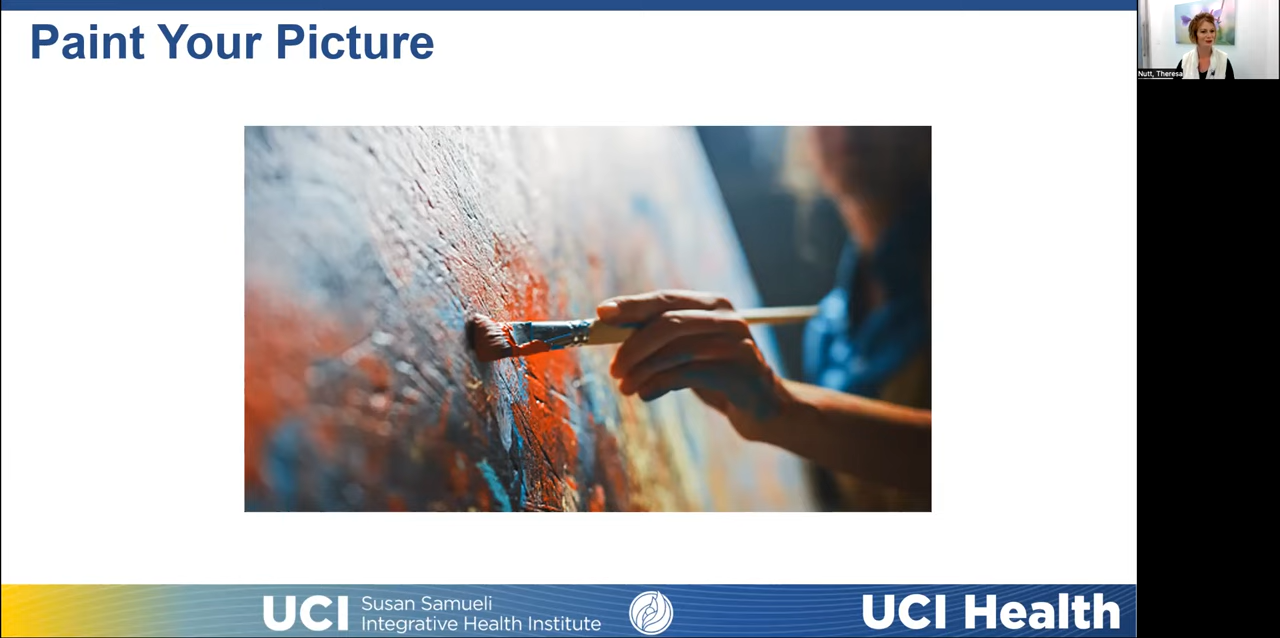 Paint Your Picture
Nutt, Theresa
UCI
Susan Samueli
Integrative Health Institute
UCI Health